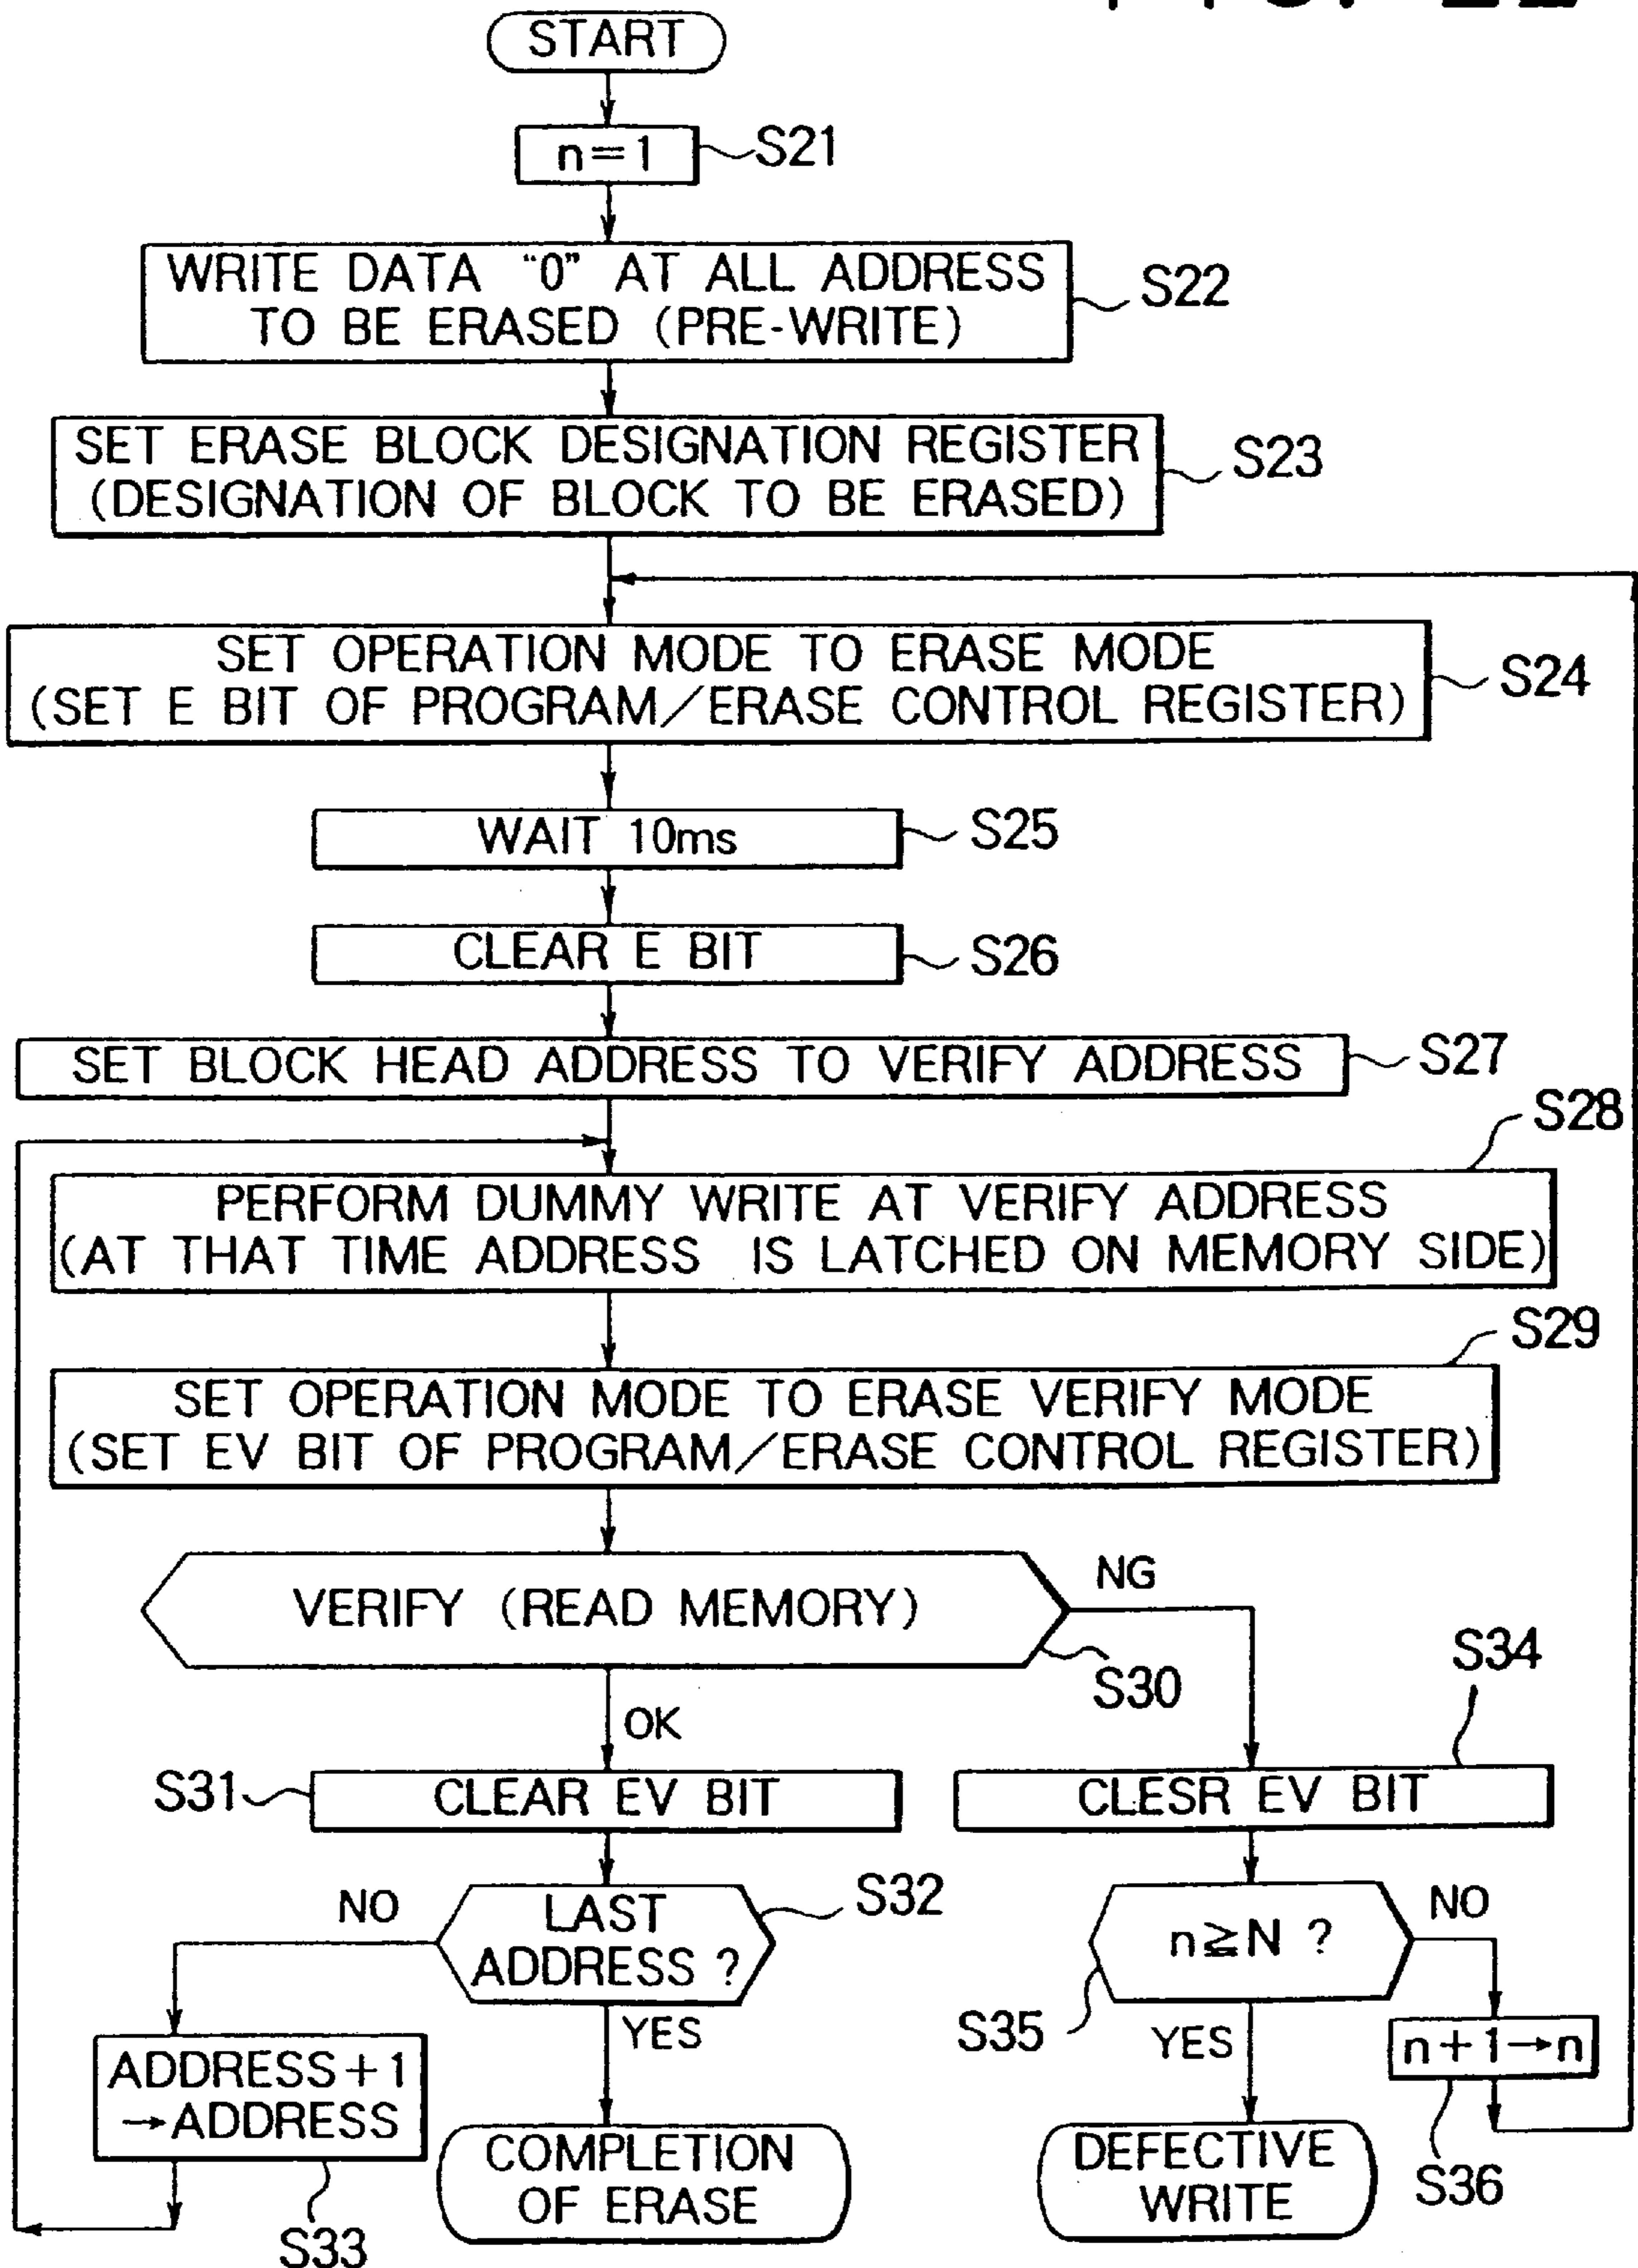 START
n=1
S21
WRITE DATA "0" AT ALL ADDRESS
TO BE ERASED (PRE-WRITE)
S22
SET ERASE BLOCK DESIGNATION REGISTER
(DESIGNATION OF BLOCK TO BE ERASED)
S23
SET OPERATION MODE TO ERASE MODE
(SET E BIT OF PROGRAM/ERASE CONTROL REGISTER)
S24
WAIT 10ms
S25
CLEAR E BIT
S26
SET BLOCK HEAD ADDRESS TO VERIFY ADDRESS
S27
S28
PERFORM DUMMY WRITE AT VERIFY ADDRESS
(AT THAT TIME ADDRESS IS LATCHED ON MEMORY SIDE)
S29
SET OPERATION MODE TO ERASE VERIFY MODE
(SET EV BIT OF PROGRAM/ERASE CONTROL REGISTER)
VERIFY (READ MEMORY)
NG
S30
OK
S34
S31
CLEAR EV BIT
CLESR EV BIT
NO
LAST
ADDRESS ?
S32
n≧N ?
NO
S35
YES
YES
ADDRESS+1
→ADDRESS
S33
n+1→n
S36
COMPLETION
OF ERASE
DEFECTIVE
WRITE